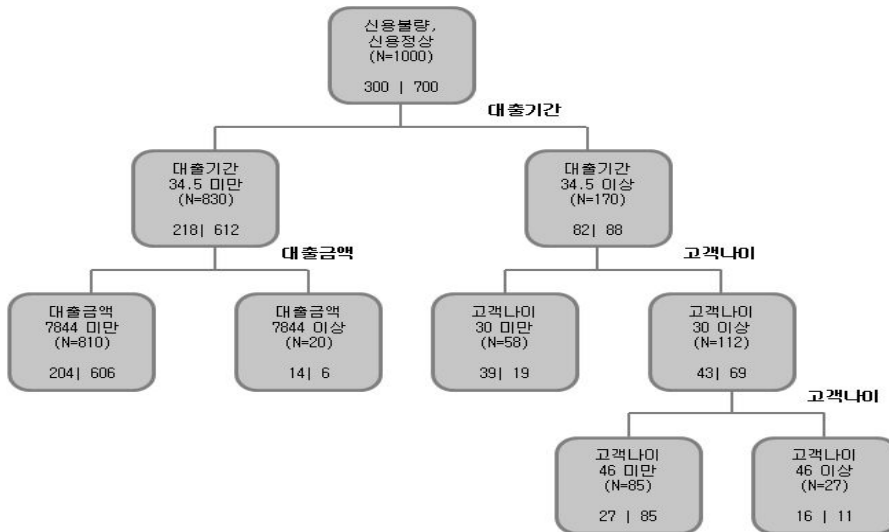 신용불량,
신용정상
(N=1000)
300 | 700
대출기간
대출기간
34.5 미만
(N=830)
218| 612
대출기간
34.5 이상
(N=170)
82| 88
대출금액
고객나이
대출금액
7844 미만
(N=810)
204| 606
대출금액
7844 이상
(N=20)
14| 6
고객나이
30 미만
(N=58)
39| 19
고객나이
30 이상
(N=112)
43| 69
고객나이
고객나이
46 미만
(N=85)
27 | 85
고객나이
46 이상
(N=27)
16 | 11